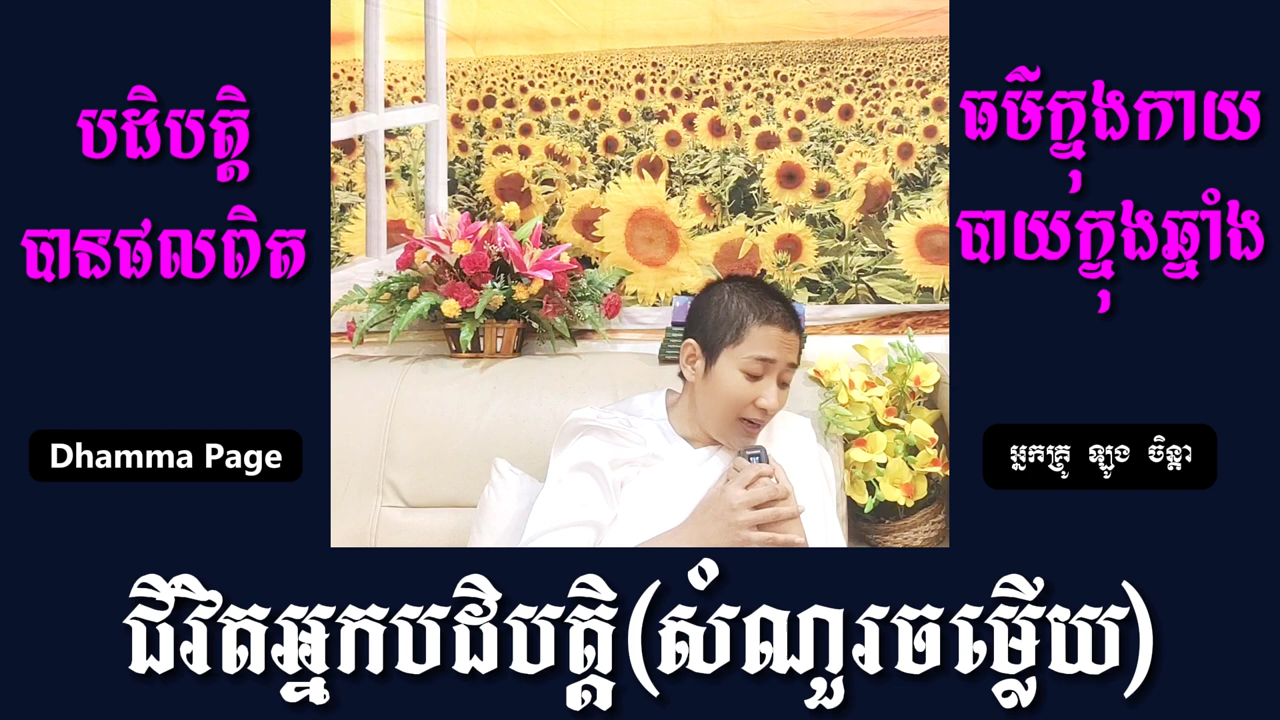 បដិបត្តិ
បានផលពិត
ធម៌ក្នុងកាយ
បាយក្នុងឆ្នាំង
Dhamma Page
អ្នកគ្រូ ឡុង ចិន្តា
ជីវិតអ្នកបដិបត្តិ(សំណួរចម្លើយ)